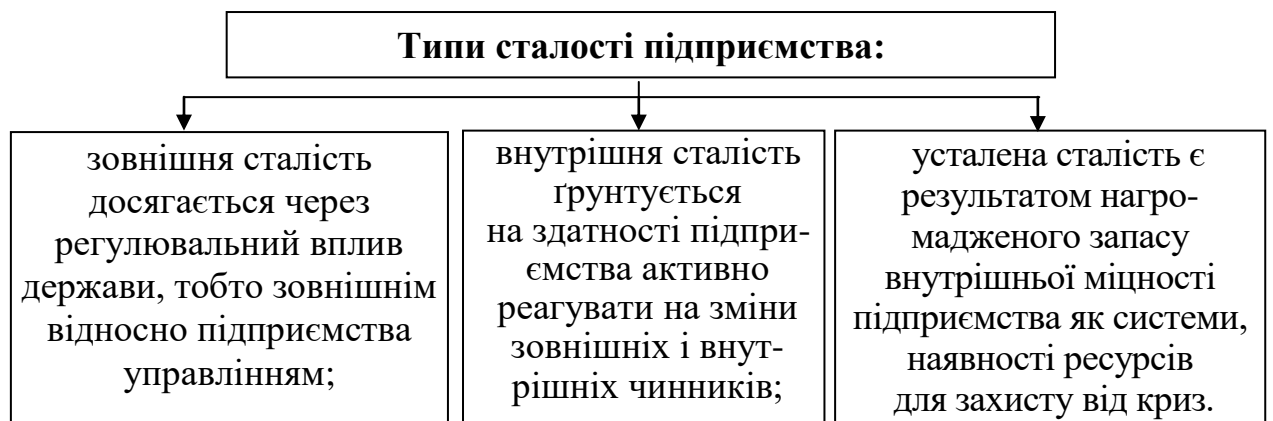 Типи сталості підприємства:
зовнішня сталість
досягається через
регулювальний вплив
держави, тобто зовнішнім
відносно підприємства
управлінням;
внутрішня сталість
ґрунтується
на здатності підпри-
ємства активно
реагувати на зміни
зовнішніх і внут-
рішніх чинників;
усталена сталість є
результатом нагро-
мадженого запасу
внутрішньої міцності
підприємства як системи,
наявності ресурсів
для захисту від криз.